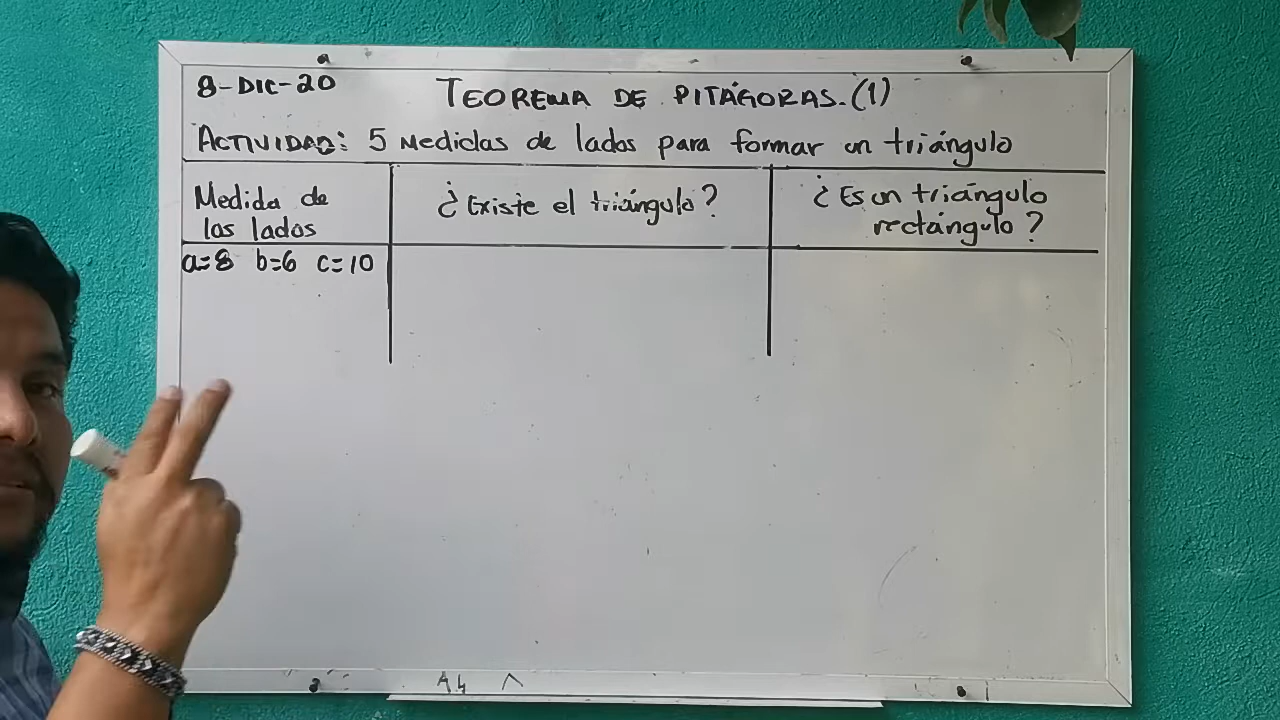 8-DIC-20 TEOREMA DE PITÁGORAS.(1)
ACTIVIDAD: 5 Medidas de lados para formar un triángulo
Medida de ¿Existe el triángulo? ¿Es un triángulo
los lados rectángulo?
a=8 b=6 c=10